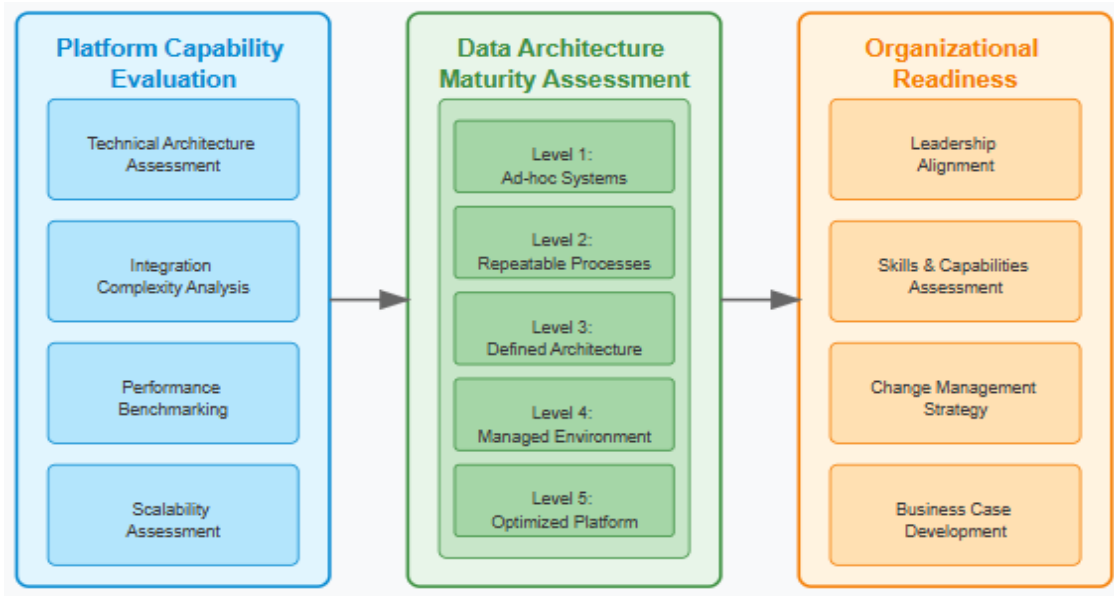 Platform Capability
Evaluation
Technical Architecture
Assessment
Integration
Complexity Analysis
Performance
Benchmarking
Scalability
Assessment
Data Architecture
Maturity Assessment
Level 1:
Ad-hoc Systems
Level 2:
Repeatable Processes
Level 3:
Defined Architecture
Level 4:
Managed Environment
Level 5:
Optimized Platform
Organizational
Readiness
Leadership
Alignment
Skills & Capabilities
Assessment
Change Management
Strategy
Business Case
Development